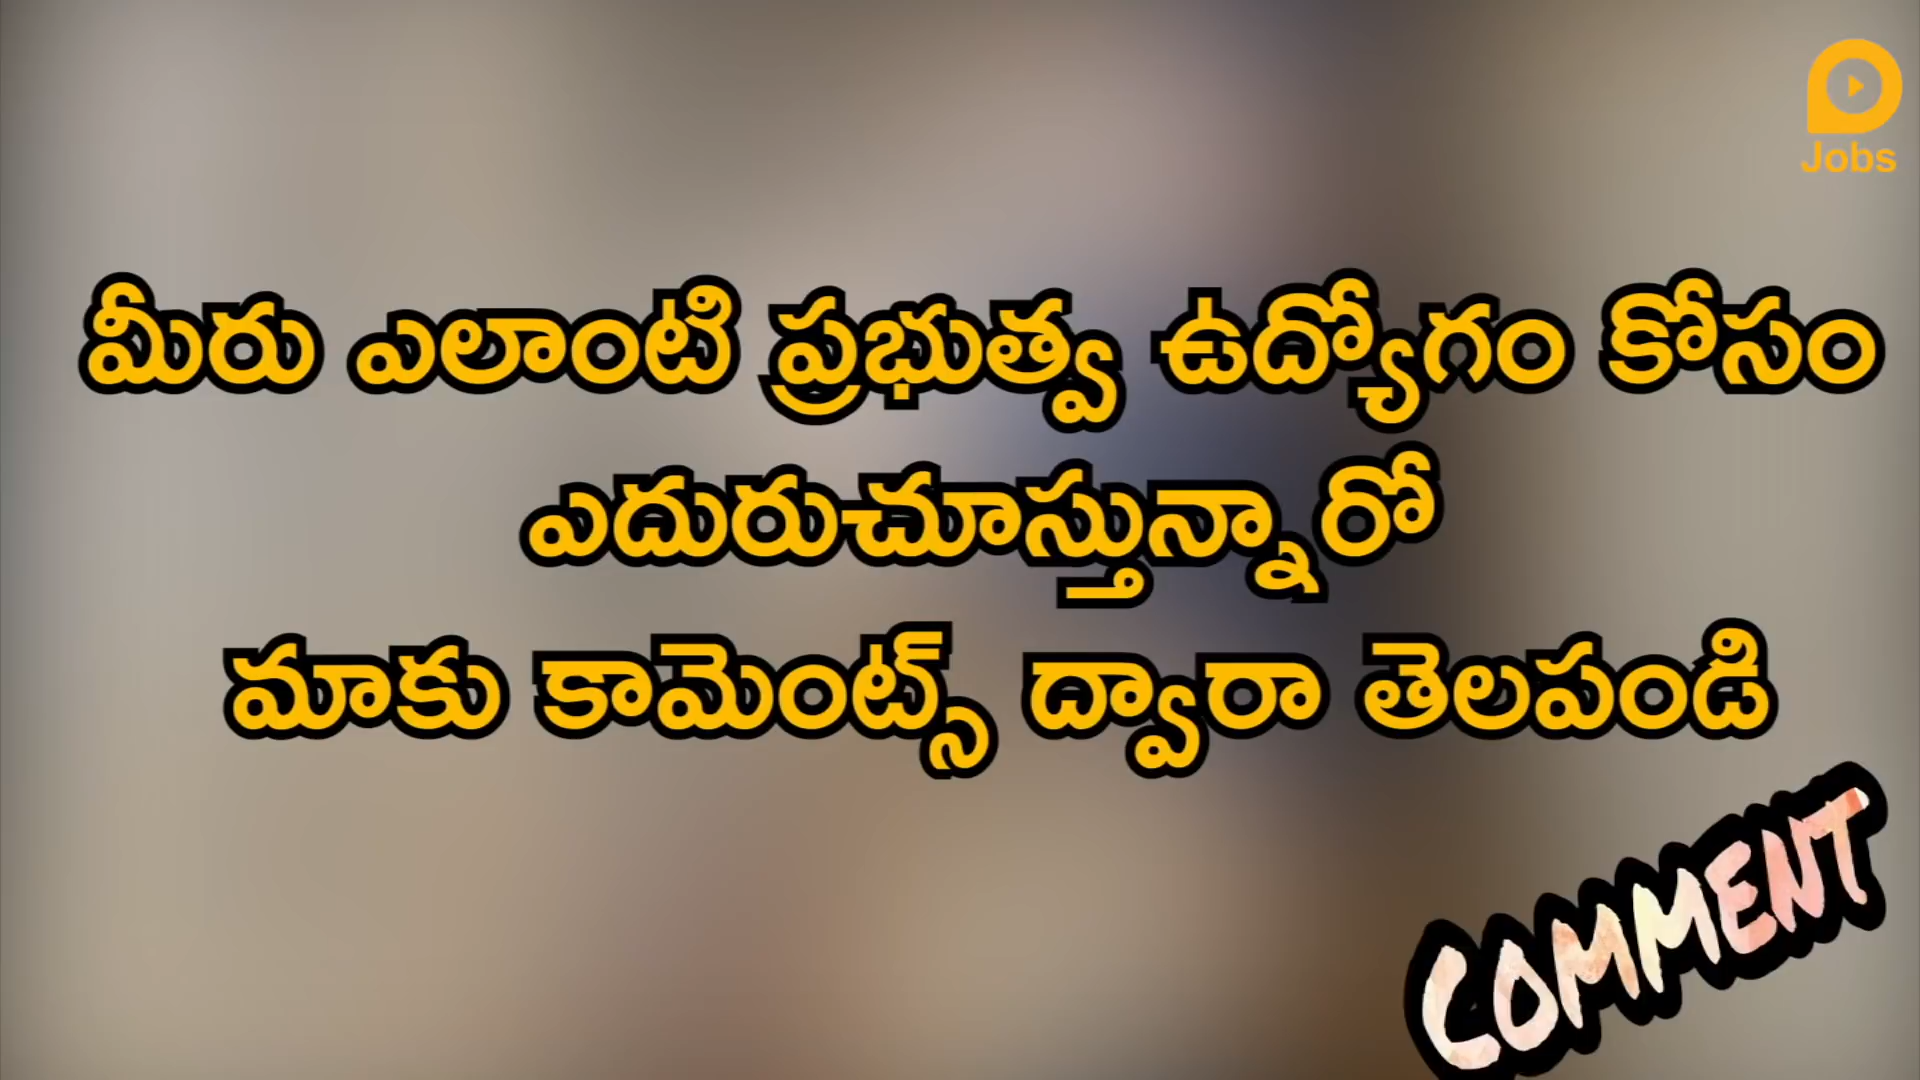 Jobs
మీరు ఎలాంటి ప్రభుత్వ ఉద్యోగం కోసం
ఎదురుచూస్తున్నారో
మాకు కామెంట్స్ ద్వారా తెలపండి
COMMENT